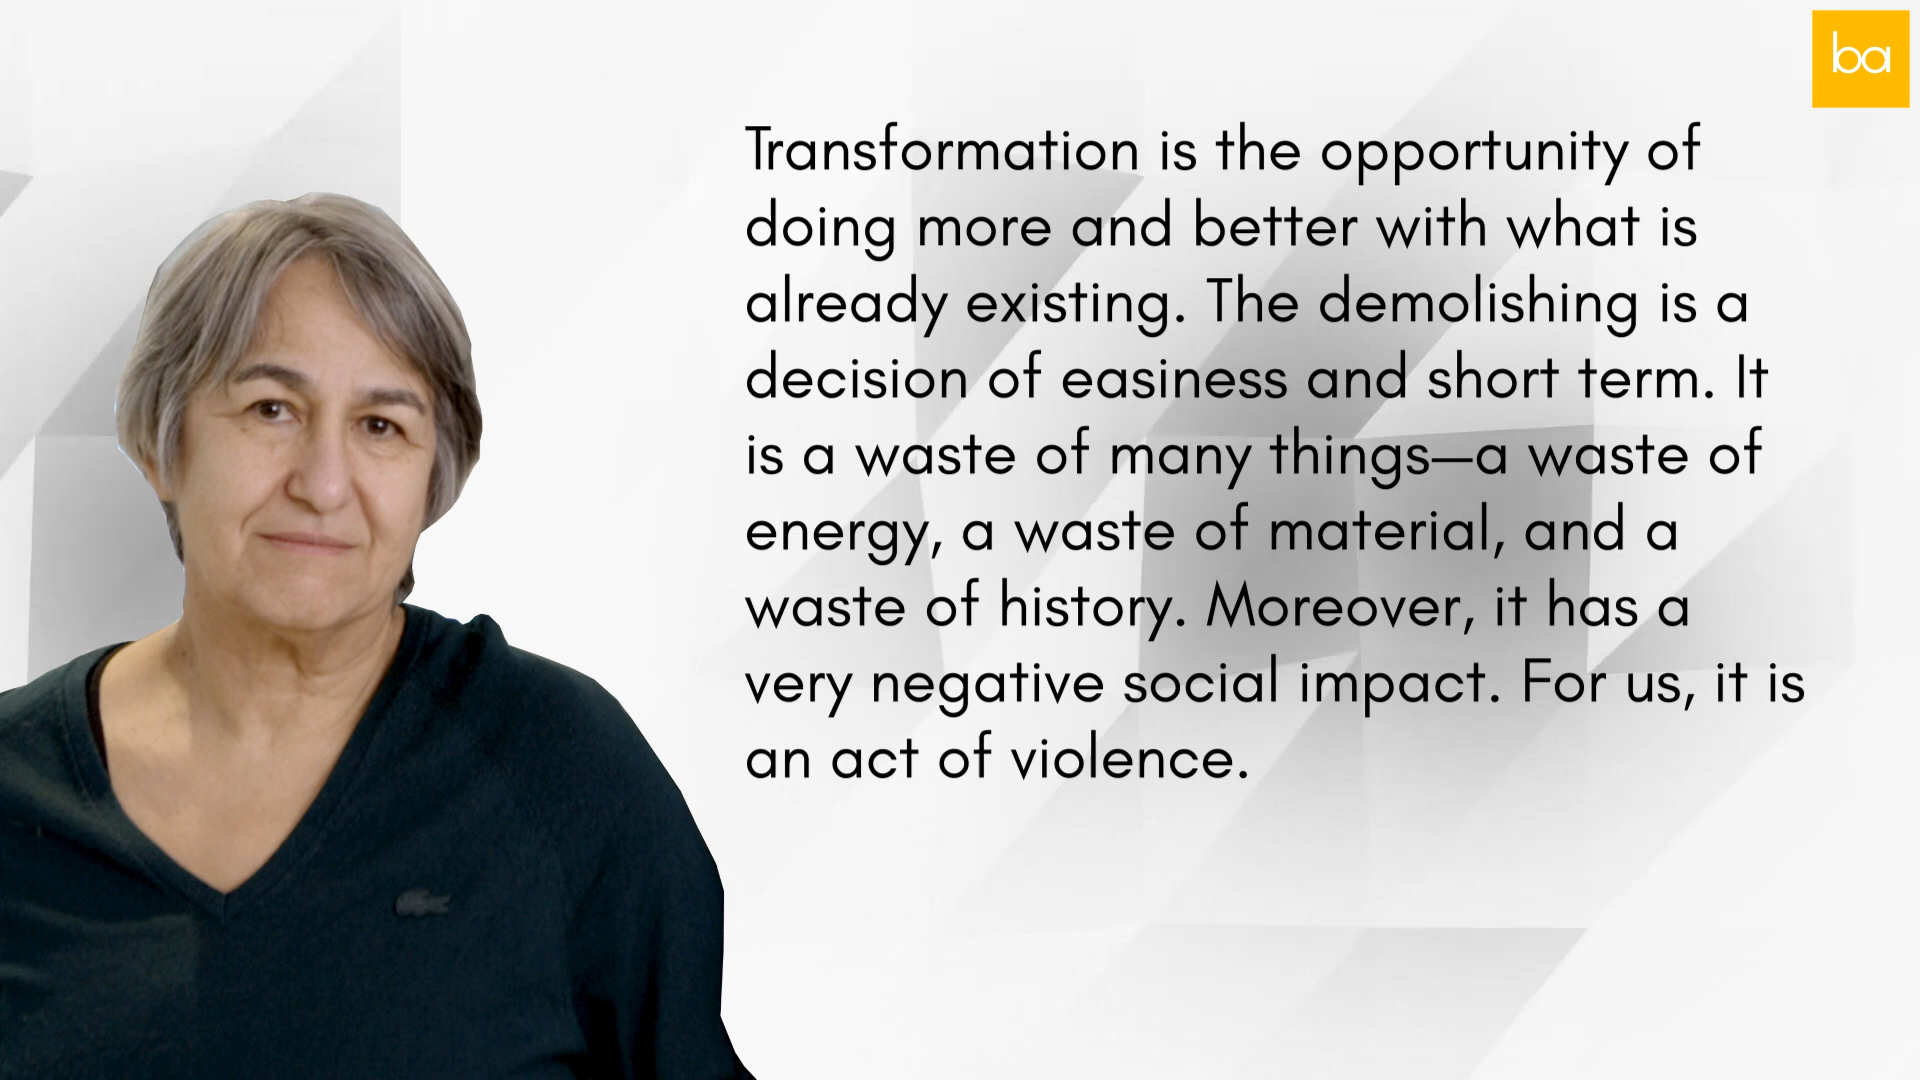 ba
Transformation is the opportunity of
doing more and better with what is
already existing. The demolishing is a
decision of easiness and short term. It
is a waste of many things—a waste of
energy, a waste of material, and a
waste of history. Moreover, it has a
very negative social impact. For us, it is
an act of violence.